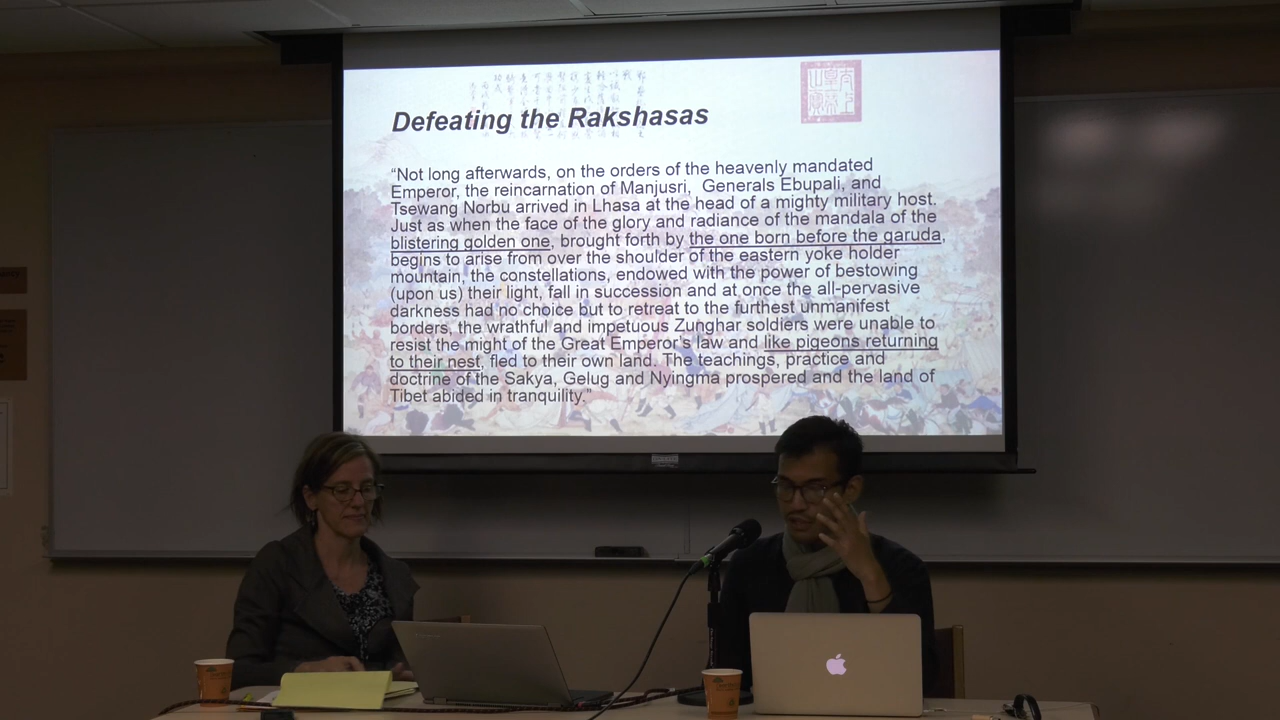 Defeating the Rakshasas
“Not long afterwards, on the orders of the heavenly mandated
Emperor, the reincarnation of Manjusri,  Generals Ebupali, and
Tsewang Norbu arrived in Lhasa at the head of a mighty military host.
Just as when the face of the glory and radiance of the mandala of the
blistering golden one, brought forth by the one born before the garuda,
begins to arise from over the shoulder of the eastern yoke holder
mountain, the constellations, endowed with the power of bestowing
(upon us) their light, fall in succession and at once the all-pervasive
darkness had no choice but to retreat to the furthest unmanifest
borders, the wrathful and impetuous Zunghar soldiers were unable to
resist the might of the Great Emperor’s law and like pigeons returning
to their nest, fled to their own land. The teachings, practice and
doctrine of the Sakya, Gelug and Nyingma prospered and the land of
Tibet abided in tranquility.”